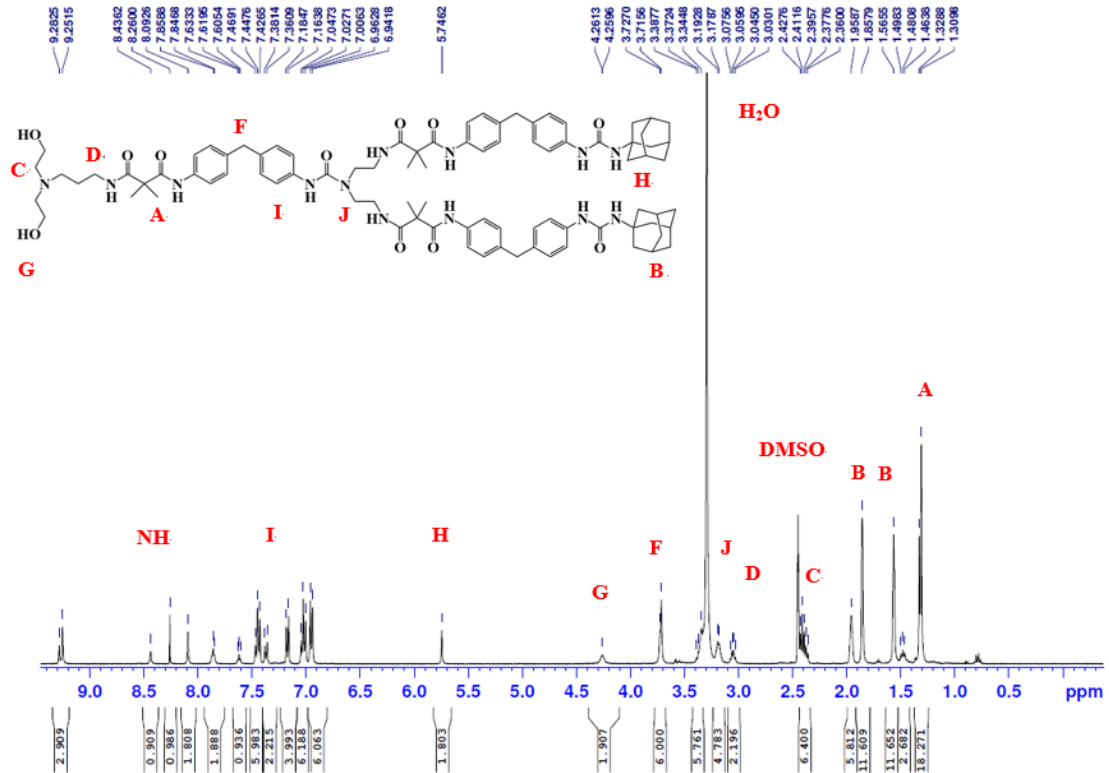 9.2825 9.2515 8.4362 8.2600 8.0926 7.8588 7.8468 7.6333 7.6195 7.6054 7.4691 7.4476 7.4265 7.3814 7.3609 7.1847 7.1638 7.0473 7.0271 7.0063 6.9628 6.9418 5.7462 4.2613 4.2596 3.7270 3.7156 3.3877 3.3724 3.3448 3.1928 3.1787 3.0756 3.0595 3.0450 3.0301 2.4276 2.4116 2.3957 2.3776 2.3600 1.9587 1.8579 1.5655 1.4983 1.4808 1.4638 1.3288 1.3096
H₂O
O O O
HN N H N H N H
HO F
D O O O H
C N N H N H N H N J
A I
HO HN N H N H N H
O O O
G B
A
DMSO
B B
NH I H F J
D C
G
9.0 8.5 8.0 7.5 7.0 6.5 6.0 5.5 5.0 4.5 4.0 3.5 3.0 2.5 2.0 1.5 1.0 0.5 ppm
2.909 0.909 0.986 1.808 1.888 0.936 5.983 2.215 3.993 6.188 6.063 1.803 1.907 6.000 5.761 4.783 2.196 6.400 5.812 11.609 11.652 2.682 18.271